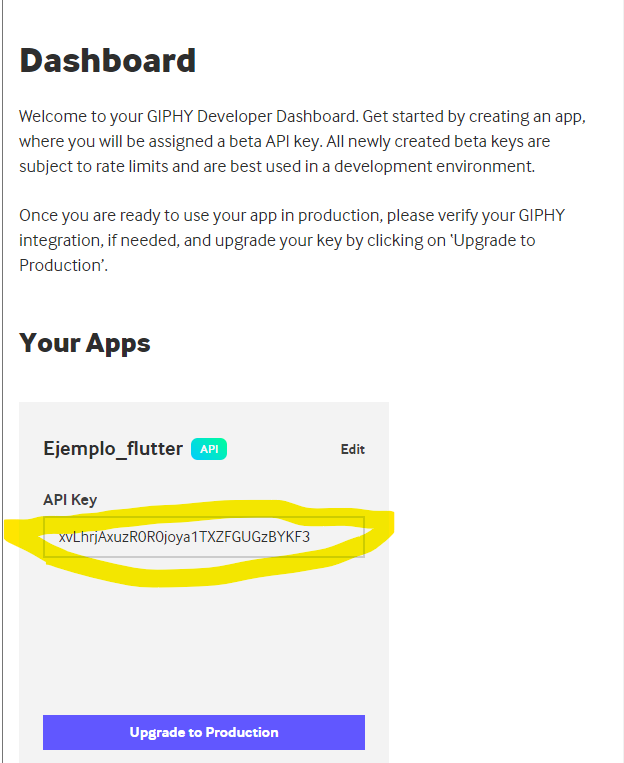 Dashboard
Welcome to your GIPHY Developer Dashboard. Get started by creating an app,
where you will be assigned a beta API key. All newly created beta keys are
subject to rate limits and are best used in a development environment.
Once you are ready to use your app in production, please verify your GIPHY
integration, if needed, and upgrade your key by clicking on ‘Upgrade to
Production’.
Your Apps
Ejemplo_flutter API Edit
API Key
xvLhrjAxuzR0R0joya1TXZFGUGzBYKF3
Upgrade to Production